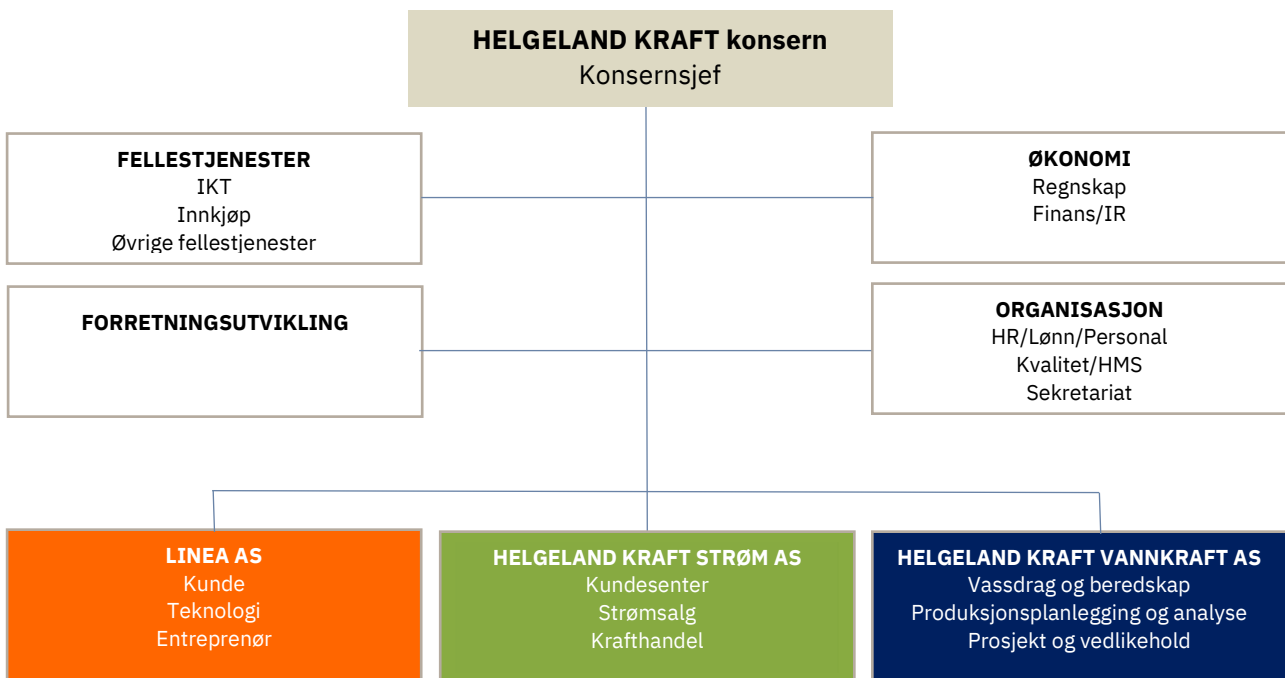 HELGELAND KRAFT konsern
Konsernsjef
FELLESTJENESTER
IKT
Innkjøp
Øvrige fellestjenester
ØKONOMI
Regnskap
Finans/IR
FORRETNINGSUTVIKLING
ORGANISASJON
HR/Lønn/Personal
Kvalitet/HMS
Sekretariat
LINEA AS
Kunde
Teknologi
Entreprenør
HELGELAND KRAFT STRØM AS
Kundesenter
Strømsalg
Krafthandel
HELGELAND KRAFT VANNKRAFT AS
Vassdrag og beredskap
Produksjonsplanlegging og analyse
Prosjekt og vedlikehold